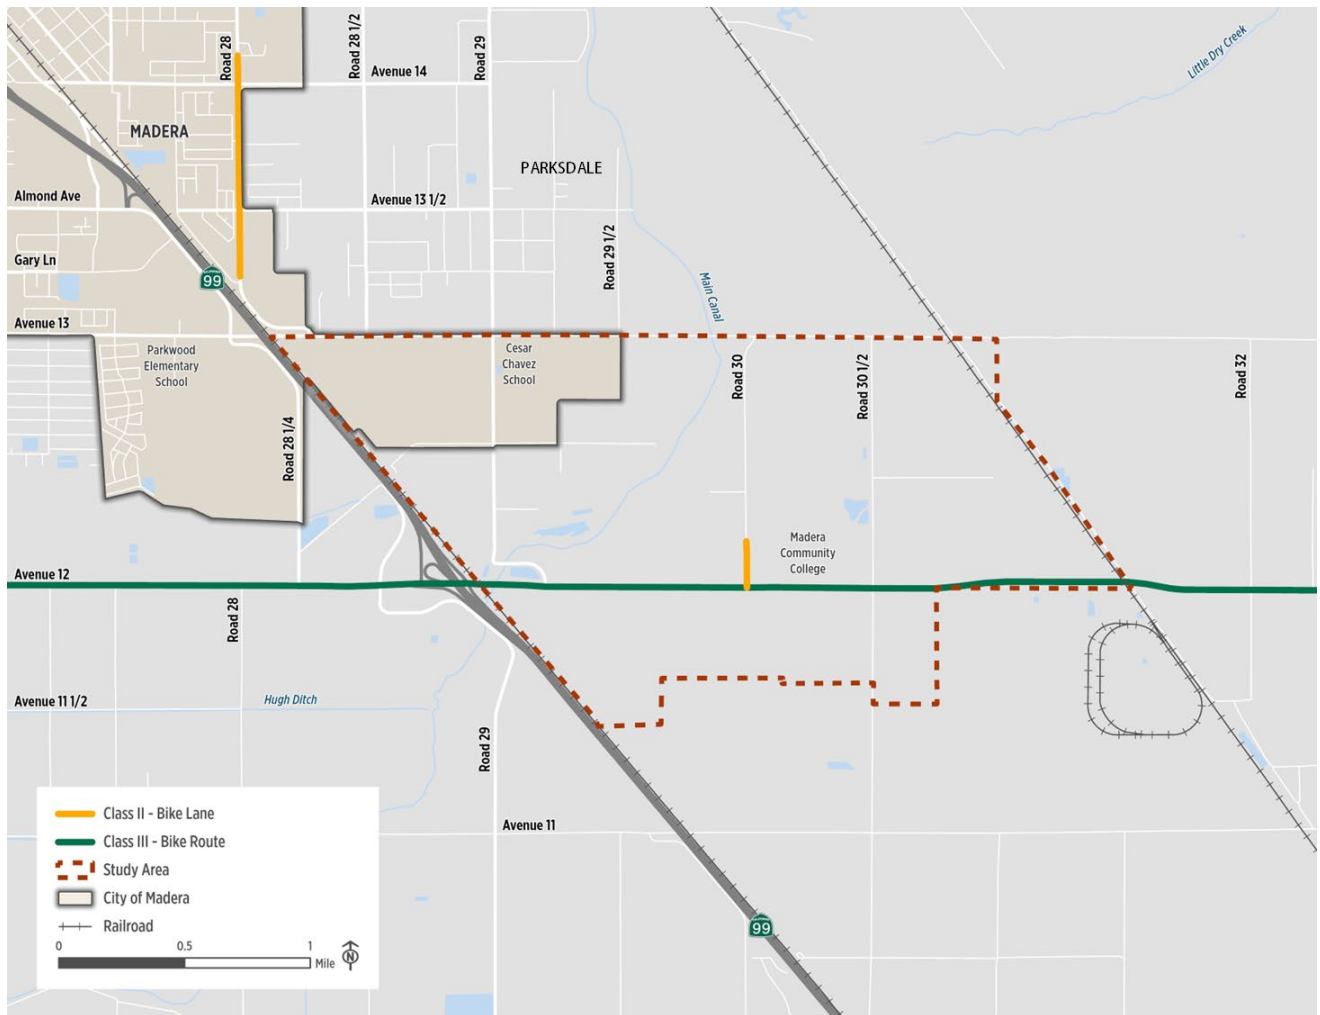 Road 28
Road 28 1/2
Road 29
Little Dry Creek
Avenue 14
MADERA
PARKSDALE
Almond Ave
Avenue 13 1/2
Road 29 1/2
Gary Ln
99
Main Canal
Avenue 13
Parkwood
Elementary
School
Cesar
Chavez
School
Road 30
Road 30 1/2
Road 32
Road 28 1/4
Madera
Community
College
Avenue 12
Road 28
Avenue 11 1/2
Hugh Ditch
Road 29
Avenue 11
99
Class II - Bike Lane
Class III - Bike Route
Study Area
City of Madera
Railroad
0 0.5 1
Mile
N